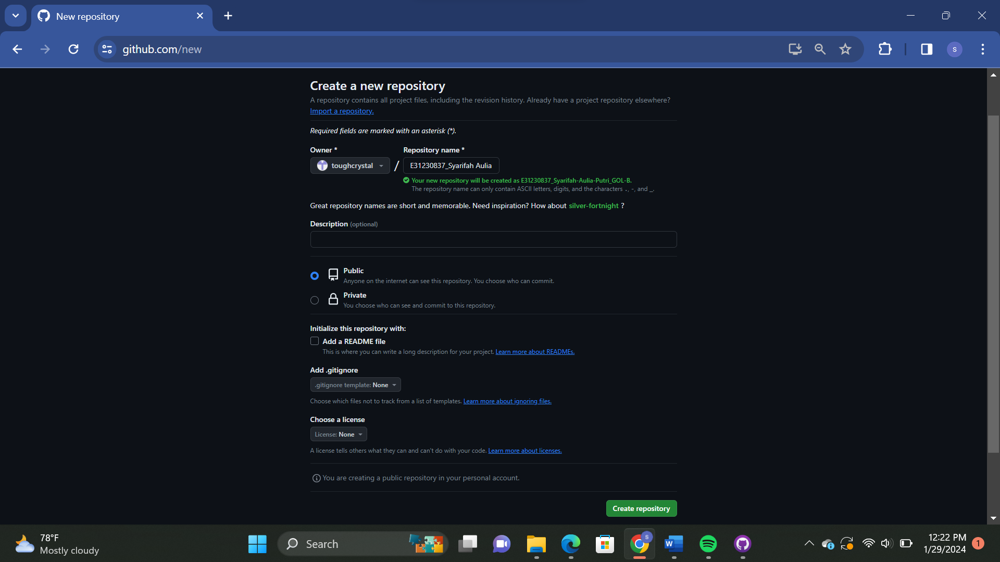 New repository
github.com/new
S
Create a new repository
A repository contains all project files, including the revision history. Already have a project repository elsewhere?
Import a repository.
Required fields are marked with an asterisk (*).
Owner *
Repository name *
toughcrystal
/
E31230837_Syarifah Aulia
Your new repository will be created as E31230837_Syarifah-Aulia-Putri_GOL-B.
The repository name can only contain ASCII letters, digits, and the characters ., -, and _.
Great repository names are short and memorable. Need inspiration? How about silver-fortnight ?
Description (optional)
Public
Anyone on the internet can see this repository. You choose who can commit.
Private
You choose who can see and commit to this repository.
Initialize this repository with:
Add a README file
This is where you can write a long description for your project. Learn more about READMEs.
Add .gitignore
.gitignore template: None
Choose which files not to track from a list of templates. Learn more about ignoring files.
Choose a license
License: None
A license tells others what they can and can't do with your code. Learn more about licenses.
You are creating a public repository in your personal account.
Create repository
78°F
Mostly cloudy
Search
S
W
12:22 PM
1/29/2024
1